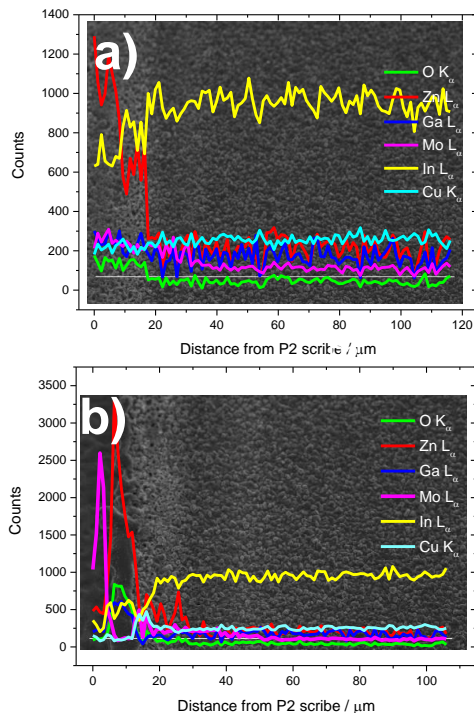 1400
a)
1200
1000
800
600
400
200
0
Counts
O Kα
Zn Lα
Ga Lα
Mo Lα
In Lα
Cu Kα
0 20 40 60 80 100 120
Distance from P2 scribe / μm
3500
b)
3000
2500
2000
1500
1000
500
0
Counts
O Kα
Zn Lα
Ga Lα
Mo Lα
In Lα
Cu Kα
0 20 40 60 80 100
Distance from P2 scribe / μm